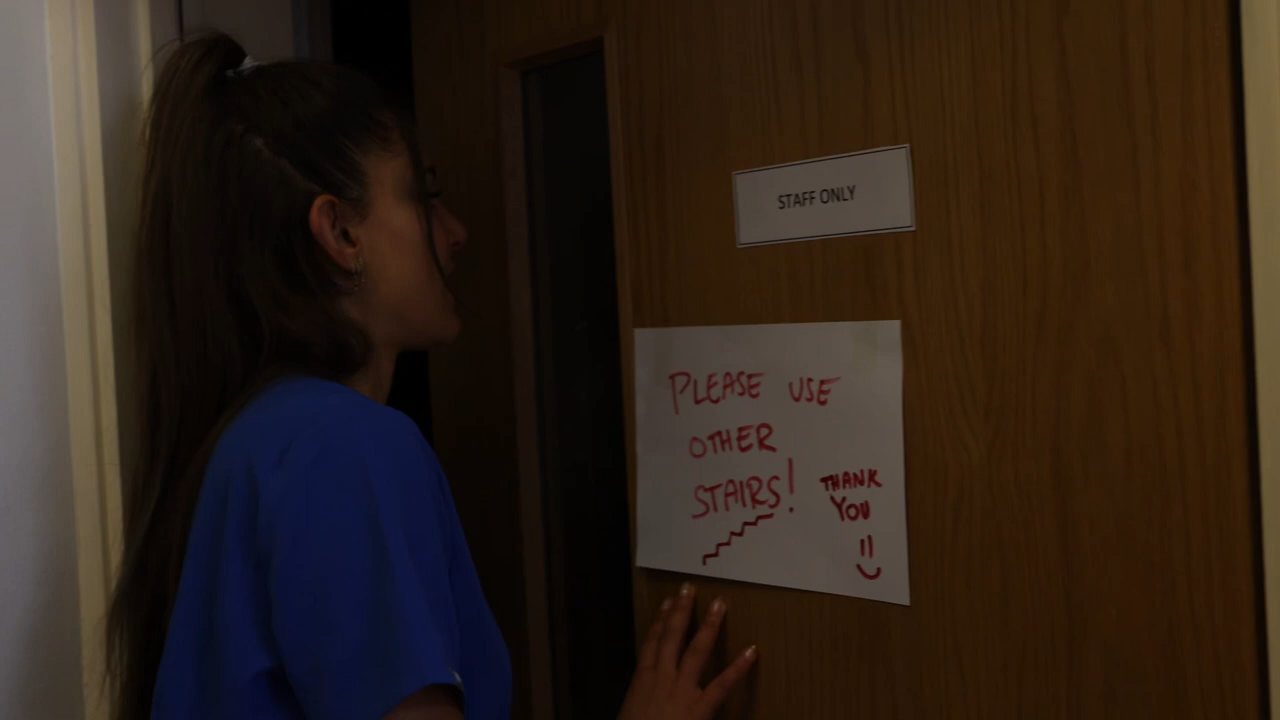 STAFF ONLY
PLEASE USE
OTHER
STAIRS!
THANK
YOU